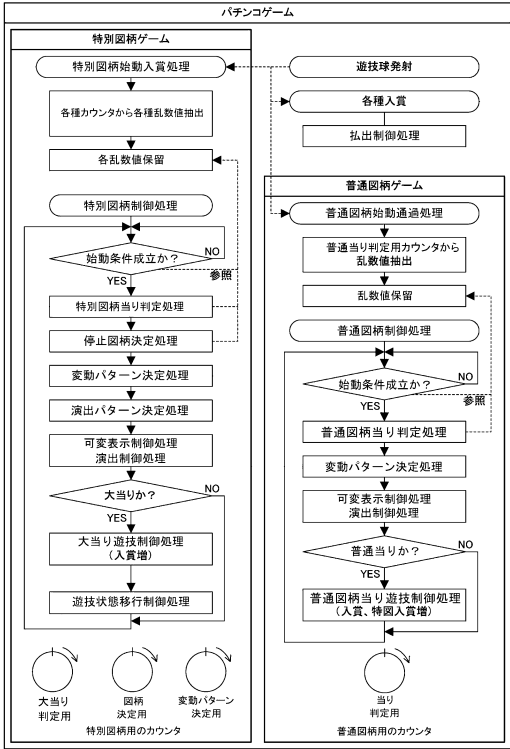 パチンコゲーム
特別図柄ゲーム
特別図柄始動入賞処理
各種カウンタから各種乱数値抽出
各乱数値保留
特別図柄制御処理
始動条件成立か？
NO
参照
YES
特別図柄当り判定処理
停止図柄決定処理
変動パターン決定処理
演出パターン決定処理
可変表示制御処理
演出制御処理
大当りか？
NO
YES
大当り遊技制御処理
（入賞増）
遊技状態移行制御処理
大当り
判定用
図柄
決定用
変動パターン
決定用
特別図柄用のカウンタ
遊技球発射
各種入賞
払出制御処理
普通図柄ゲーム
普通図柄始動通過処理
普通当り判定用カウンタから
乱数値抽出
乱数値保留
普通図柄制御処理
始動条件成立か？
NO
参照
YES
普通図柄当り判定処理
変動パターン決定処理
可変表示制御処理
演出制御処理
普通当りか？
NO
YES
普通図柄当り遊技制御処理
（入賞、特図入賞増）
当り
判定用
普通図柄用のカウンタ